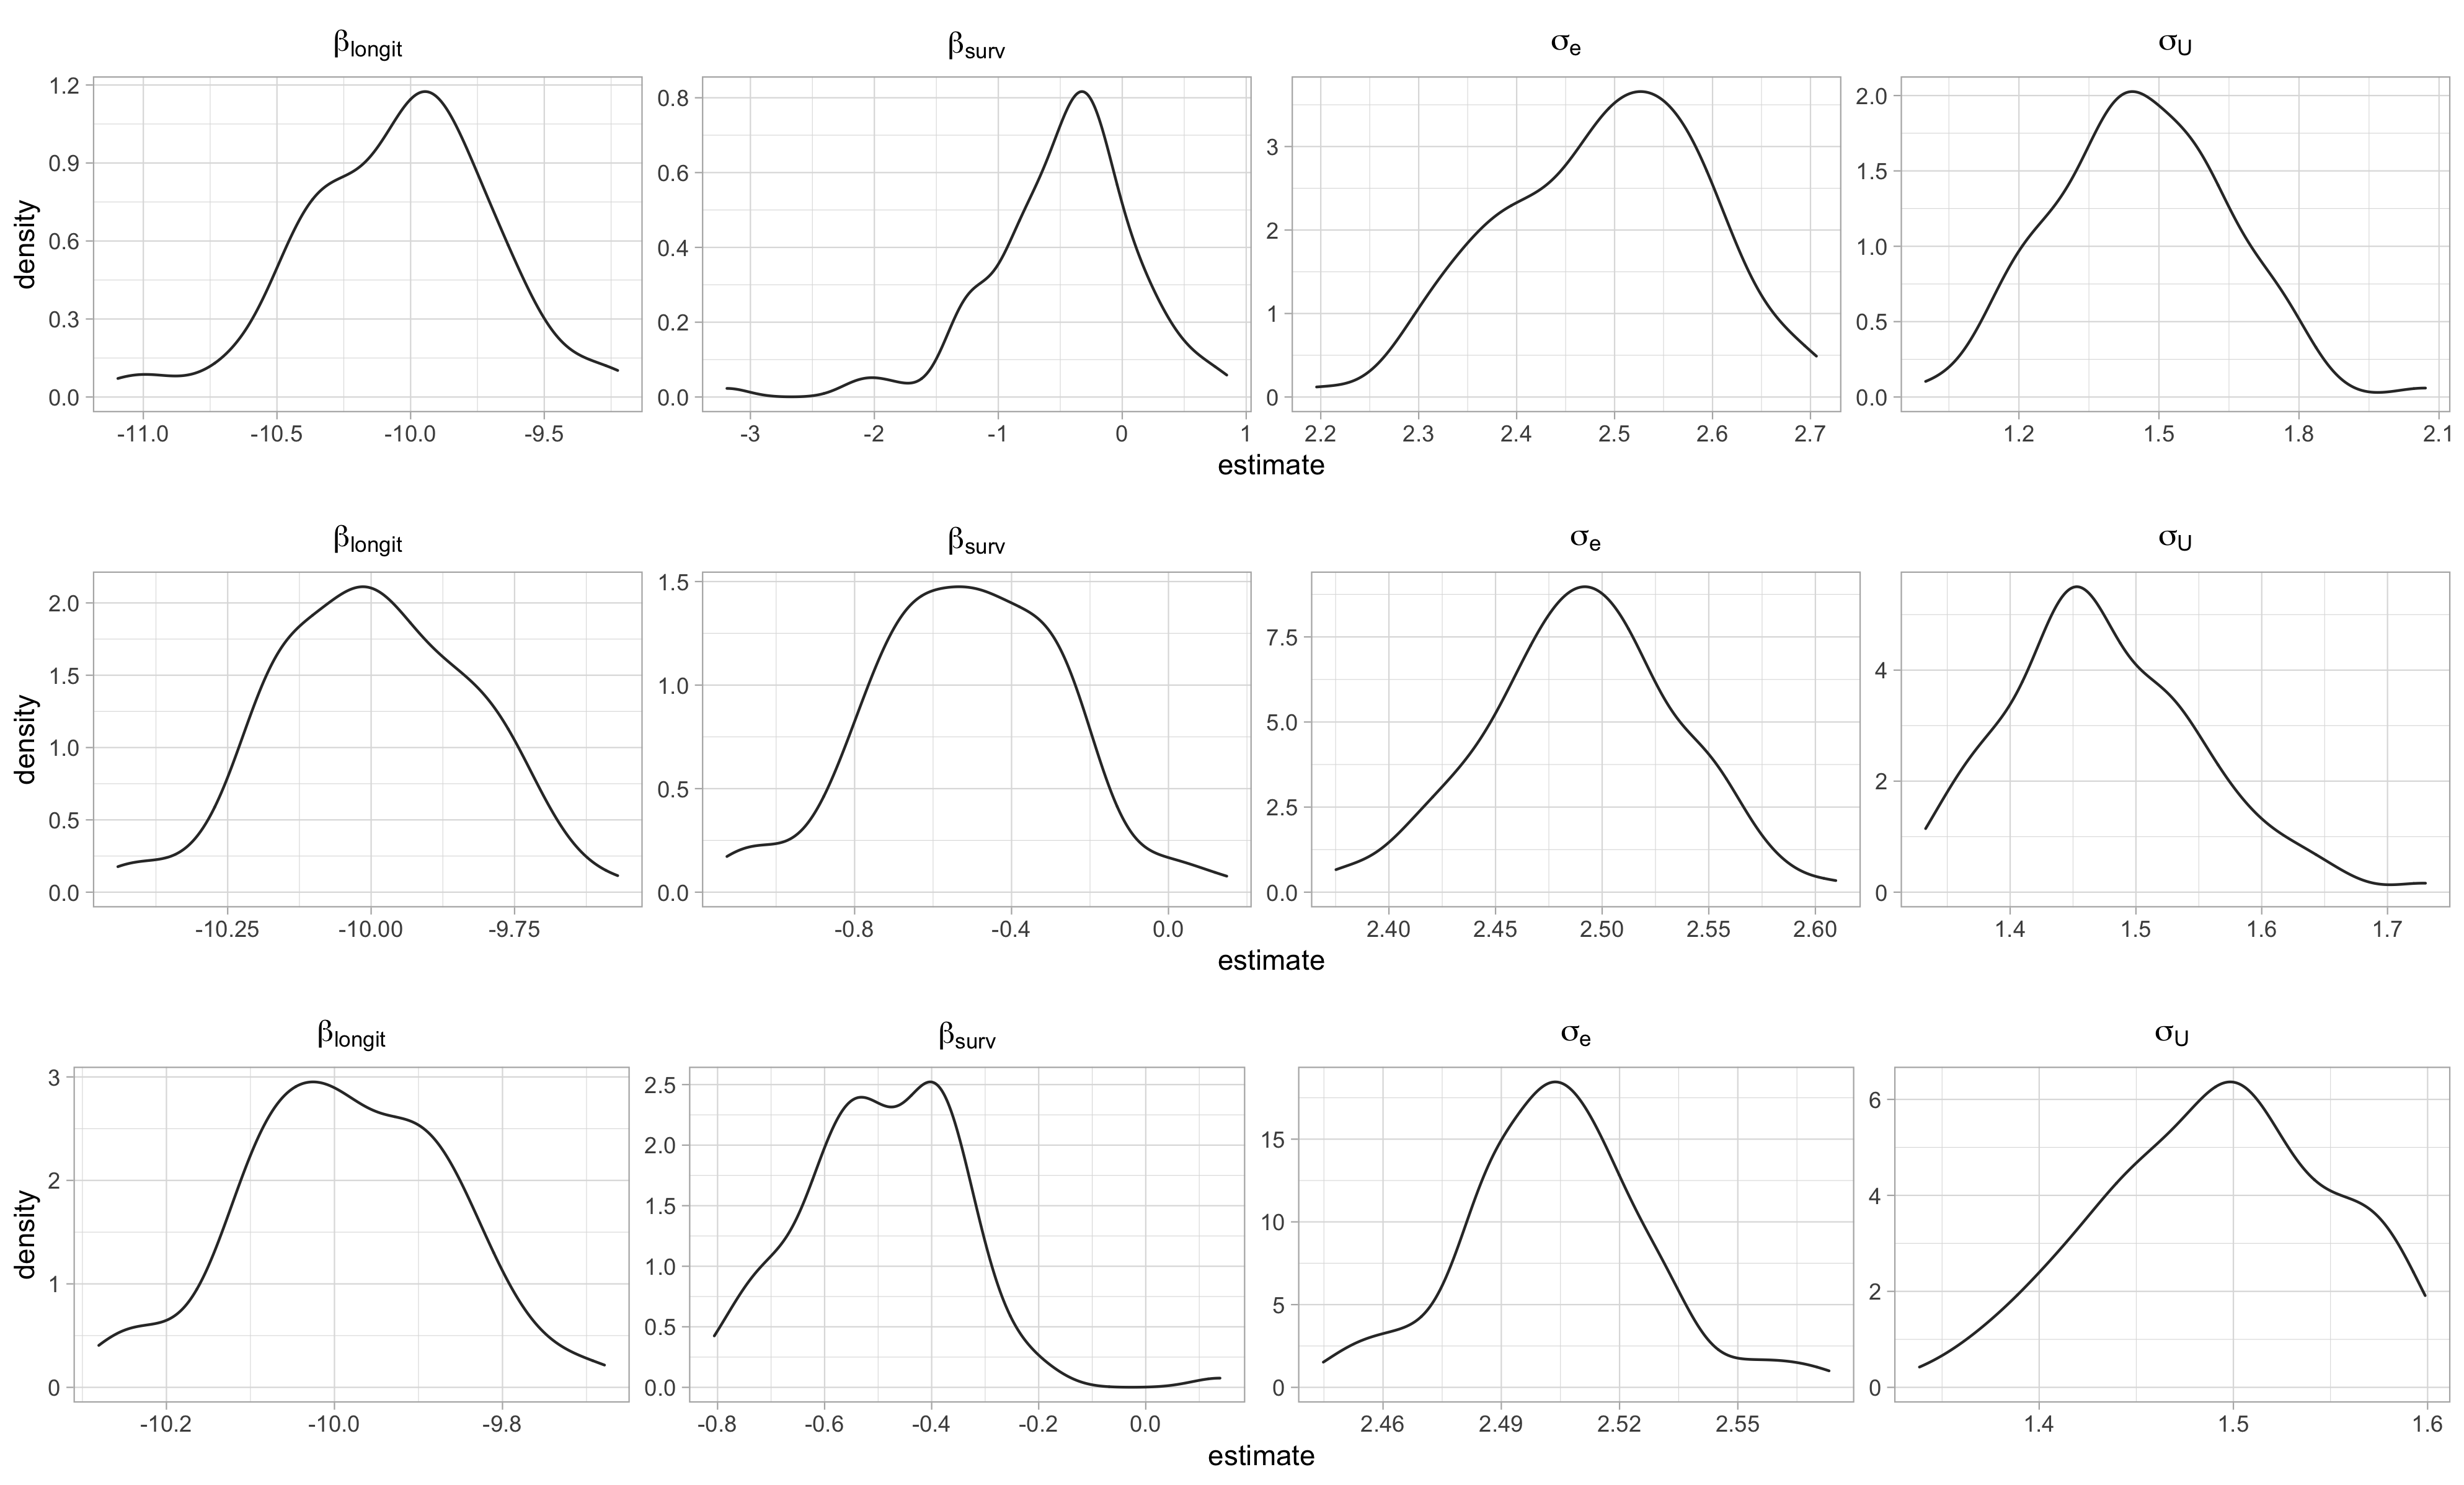 βlongit βsurv σe σU
density
1.2 0.9 0.6 0.3 0.0
0.8 0.6 0.4 0.2 0.0
3 2 1 0
2.0 1.5 1.0 0.5 0.0
-11.0 -10.5 -10.0 -9.5 -3 -2 -1 0 1 2.2 2.3 2.4 2.5 2.6 2.7 1.2 1.5 1.8 2.1
estimate
βlongit βsurv σe σU
density
2.0 1.5 1.0 0.5 0.0
1.5 1.0 0.5 0.0
7.5 5.0 2.5 0.0
4 2 0
-10.25 -10.00 -9.75 -0.8 -0.4 0.0 2.40 2.45 2.50 2.55 2.60 1.4 1.5 1.6 1.7
estimate
βlongit βsurv σe σU
density
3 2 1 0
2.5 2.0 1.5 1.0 0.5 0.0
15 10 5 0
6 4 2 0
-10.2 -10.0 -9.8 -0.8 -0.6 -0.4 -0.2 0.0 2.46 2.49 2.52 2.55 1.4 1.5 1.6
estimate